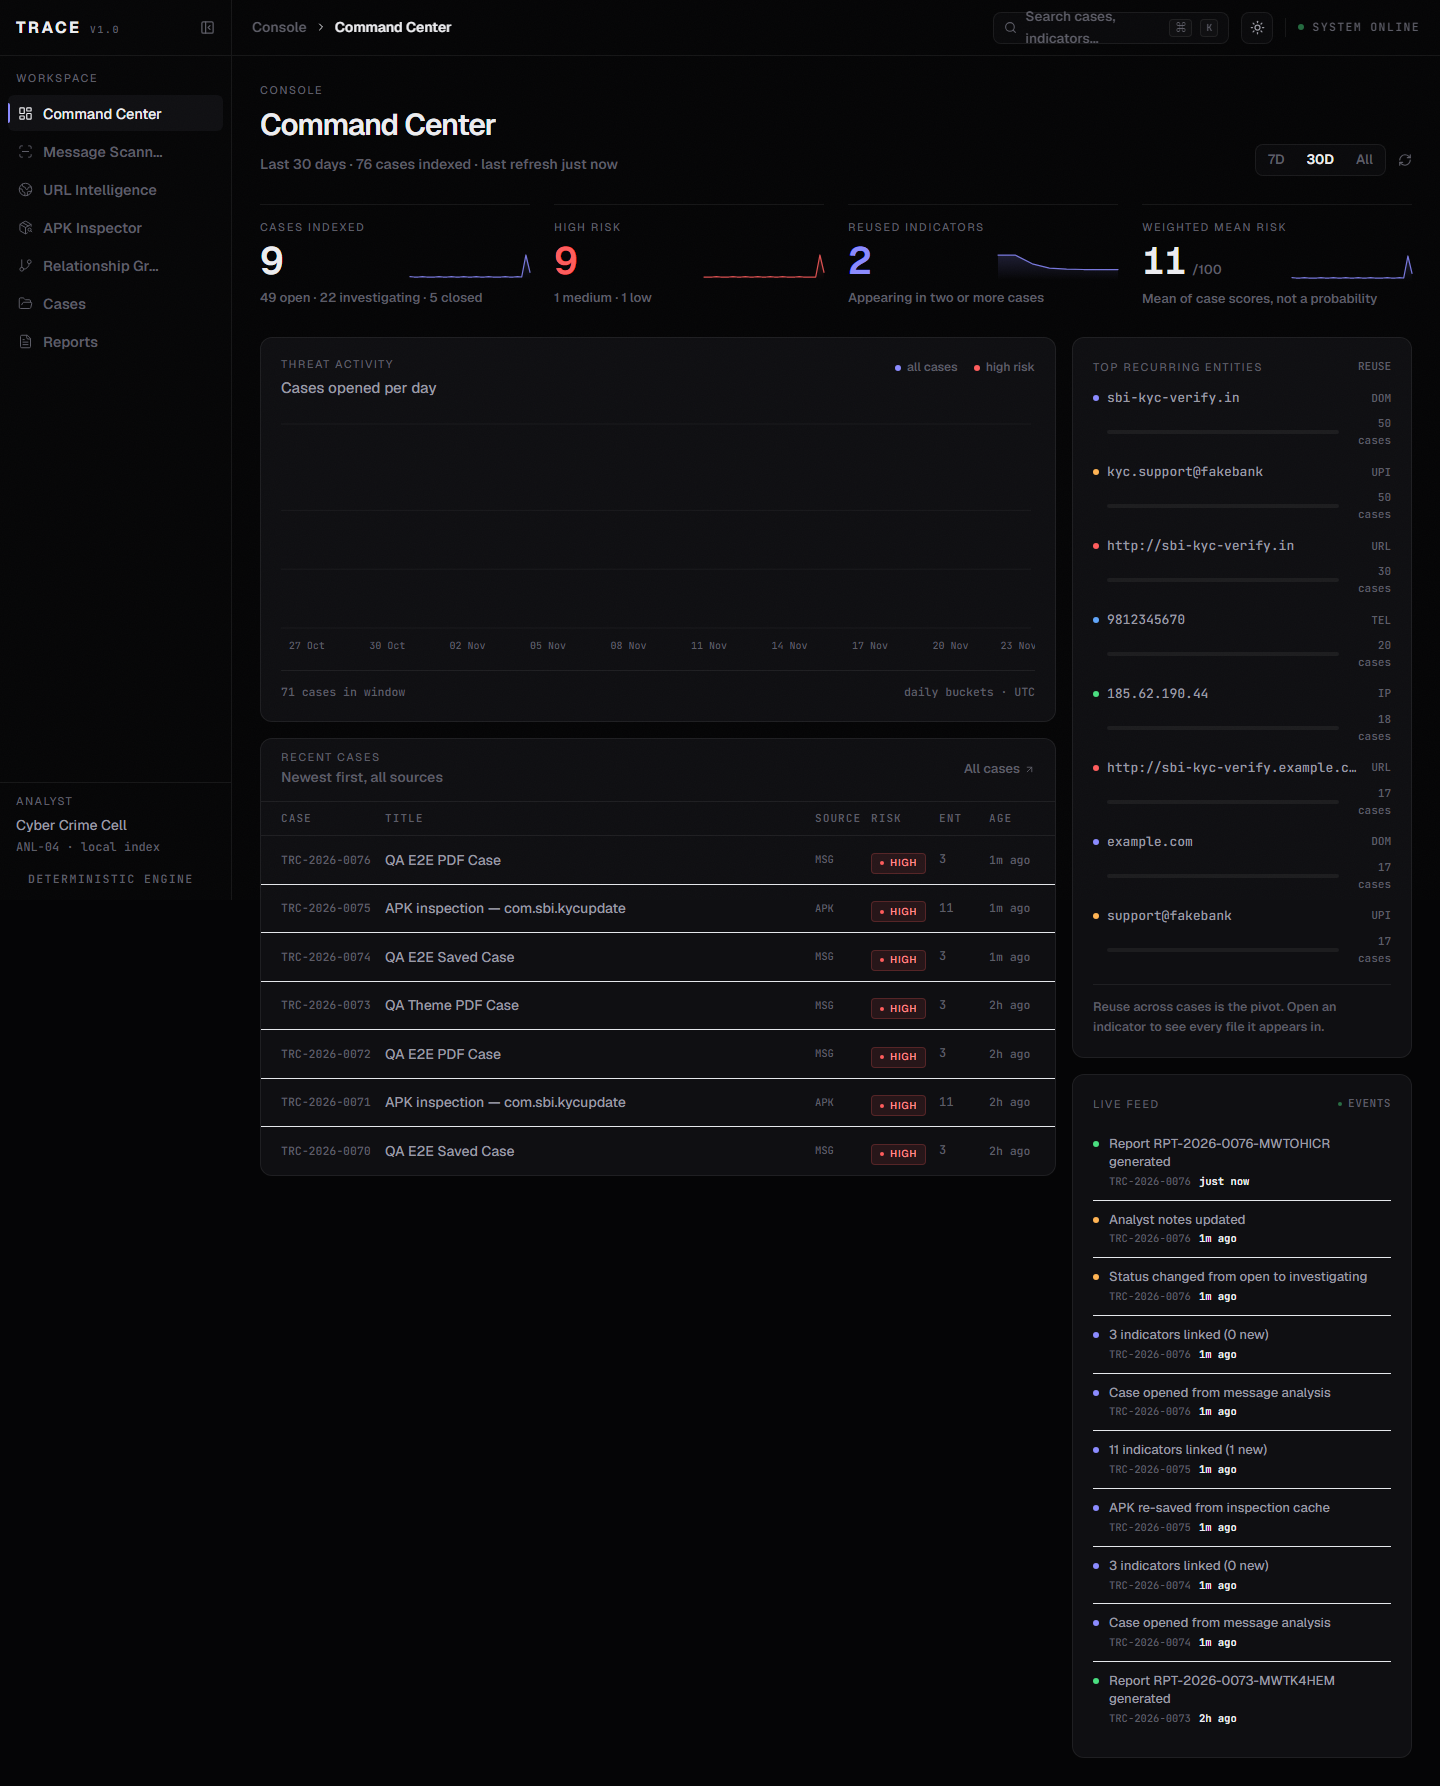 TRACE V1.0
Console > Command Center
Search cases, indicators…
⌘ K
SYSTEM ONLINE
WORKSPACE
Command Center
Message Scann…
URL Intelligence
APK Inspector
Relationship Gr…
Cases
Reports
ANALYST
Cyber Crime Cell
ANL-04 · local index
DETERMINISTIC ENGINE
CONSOLE
Command Center
Last 30 days · 76 cases indexed · last refresh just now
7D 30D All
CASES INDEXED
9
49 open · 22 investigating · 5 closed
HIGH RISK
9
1 medium · 1 low
REUSED INDICATORS
2
Appearing in two or more cases
WEIGHTED MEAN RISK
11 /100
Mean of case scores, not a probability
THREAT ACTIVITY
Cases opened per day
all cases high risk
27 Oct 30 Oct 02 Nov 05 Nov 08 Nov 11 Nov 14 Nov 17 Nov 20 Nov 23 Nov
71 cases in window
daily buckets · UTC
RECENT CASES
Newest first, all sources
All cases ↗
CASE TITLE SOURCE RISK ENT AGE
TRC-2026-0076 QA E2E PDF Case MSG HIGH 3 1m ago
TRC-2026-0075 APK inspection — com.sbi.kycupdate APK HIGH 11 1m ago
TRC-2026-0074 QA E2E Saved Case MSG HIGH 3 1m ago
TRC-2026-0073 QA Theme PDF Case MSG HIGH 3 2h ago
TRC-2026-0072 QA E2E PDF Case MSG HIGH 3 2h ago
TRC-2026-0071 APK inspection — com.sbi.kycupdate APK HIGH 11 2h ago
TRC-2026-0070 QA E2E Saved Case MSG HIGH 3 2h ago
TOP RECURRING ENTITIES REUSE
sbi-kyc-verify.in DOM
50 cases
kyc.support@fakebank UPI
50 cases
http://sbi-kyc-verify.in URL
30 cases
9812345670 TEL
20 cases
185.62.190.44 IP
18 cases
http://sbi-kyc-verify.example.c… URL
17 cases
example.com DOM
17 cases
support@fakebank UPI
17 cases
Reuse across cases is the pivot. Open an
indicator to see every file it appears in.
LIVE FEED EVENTS
Report RPT-2026-0076-MWTOHICR
generated
TRC-2026-0076 just now
Analyst notes updated
TRC-2026-0076 1m ago
Status changed from open to investigating
TRC-2026-0076 1m ago
3 indicators linked (0 new)
TRC-2026-0076 1m ago
Case opened from message analysis
TRC-2026-0076 1m ago
11 indicators linked (1 new)
TRC-2026-0075 1m ago
APK re-saved from inspection cache
TRC-2026-0075 1m ago
3 indicators linked (0 new)
TRC-2026-0074 1m ago
Case opened from message analysis
TRC-2026-0074 1m ago
Report RPT-2026-0073-MWTK4HEM
generated
TRC-2026-0073 2h ago